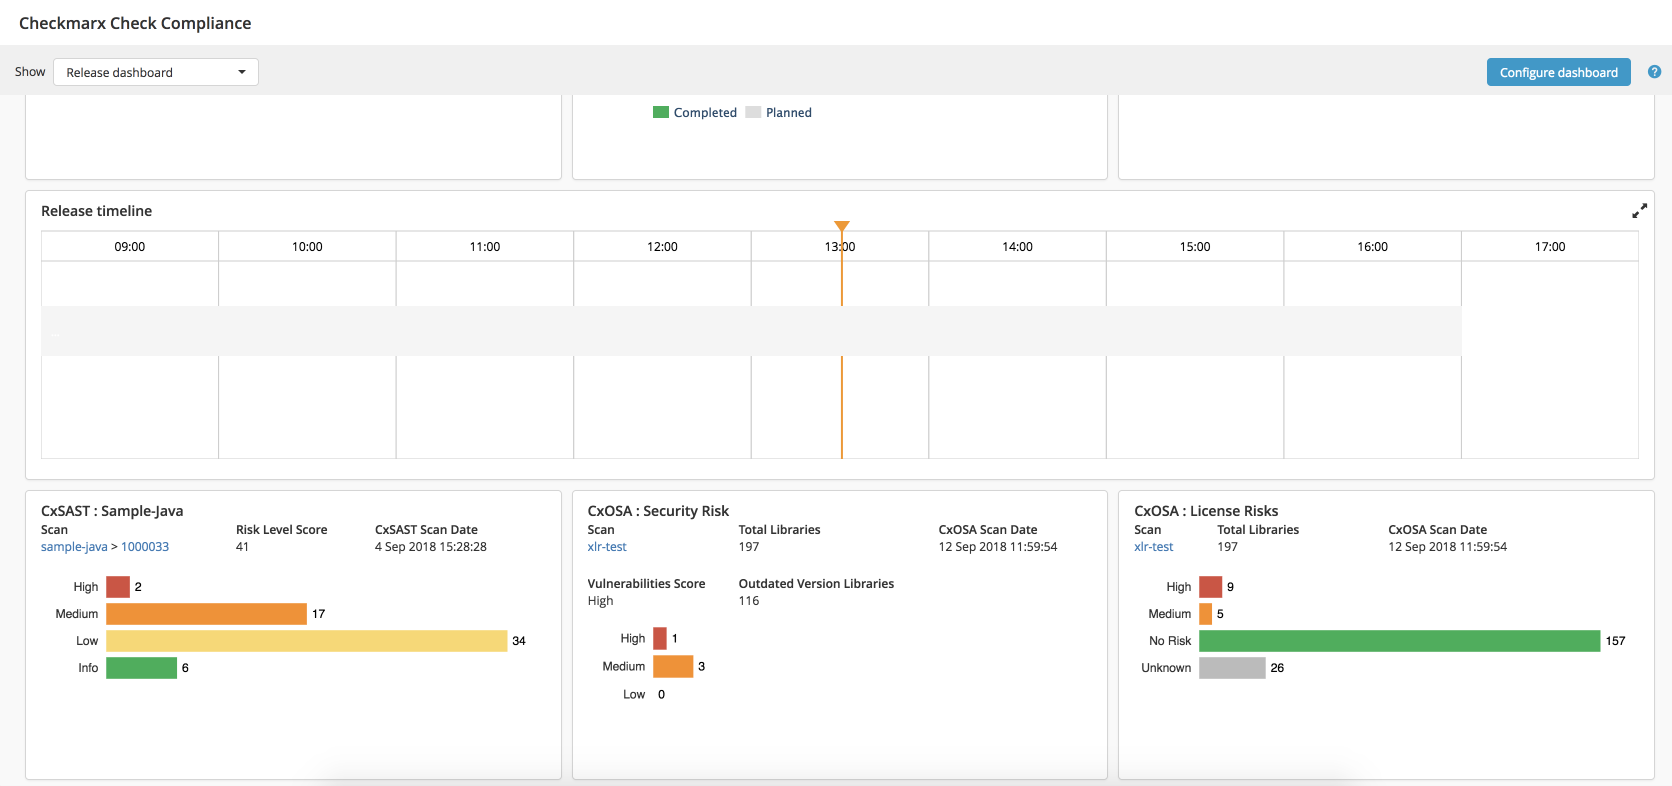 Checkmarx Check Compliance
Show Release dashboard Configure dashboard ?
Completed Planned
Release timeline
09:00 10:00 11:00 12:00 13:00 14:00 15:00 16:00 17:00
CxSAST : Sample-Java
Scan Risk Level Score CxSAST Scan Date
sample-java > 1000033 41 4 Sep 2018 15:28:28
High 2
Medium 17
Low 34
Info 6
CxOSA : Security Risk
Scan Total Libraries CxOSA Scan Date
xlr-test 197 12 Sep 2018 11:59:54
Vulnerabilities Score Outdated Version Libraries
High 116
High 1
Medium 3
Low 0
CxOSA : License Risks
Scan Total Libraries CxOSA Scan Date
xlr-test 197 12 Sep 2018 11:59:54
High 9
Medium 5
No Risk 157
Unknown 26